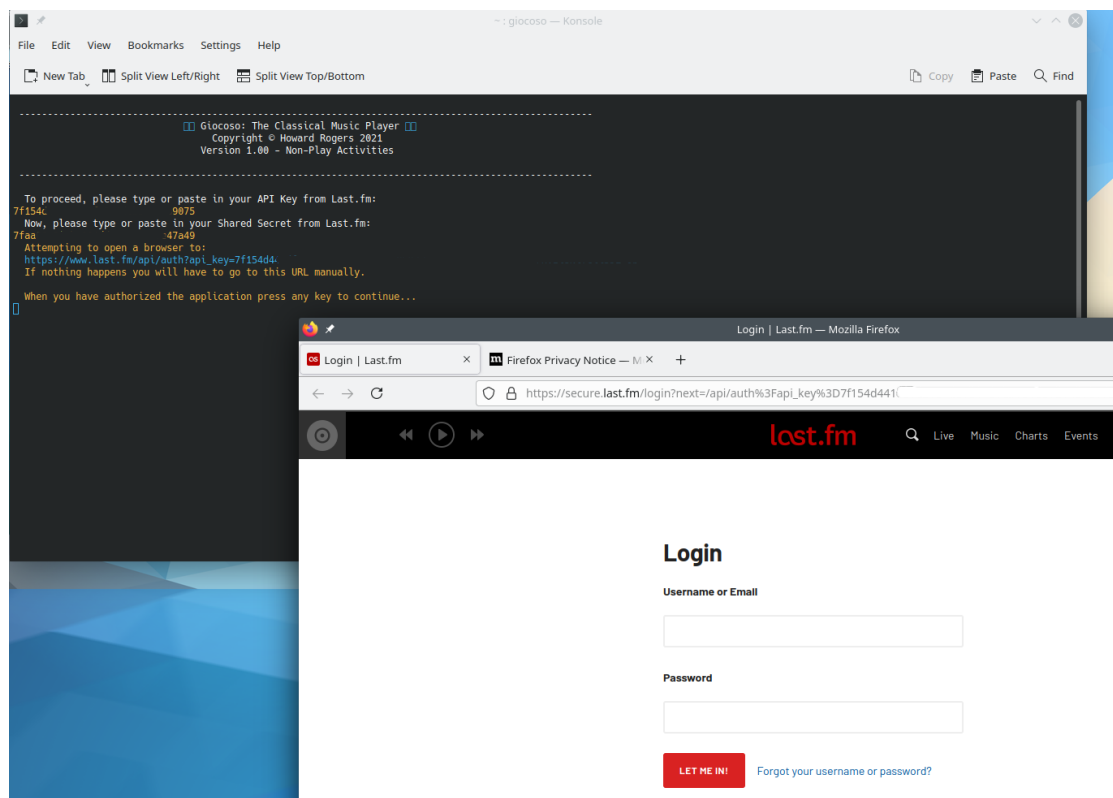 ~ : giocoso — Konsole
File Edit View Bookmarks Settings Help
New Tab Split View Left/Right Split View Top/Bottom Copy Paste Find
Giocoso: The Classical Music Player
Copyright © Howard Rogers 2021
Version 1.00 - Non-Play Activities
To proceed, please type or paste in your API Key from Last.fm:
7f154c 9075
Now, please type or paste in your Shared Secret from Last.fm:
7faa 47a49
Attempting to open a browser to:
https://www.last.fm/api/auth?api_key=7f154d4
If nothing happens you will have to go to this URL manually.
When you have authorized the application press any key to continue...
Login | Last.fm — Mozilla Firefox
Login | Last.fm Firefox Privacy Notice — M
https://secure.last.fm/login?next=/api/auth%3Fapi_key%3D7f154d441
last.fm Live Music Charts Events
Login
Username or Email
Password
LET ME IN! Forgot your username or password?